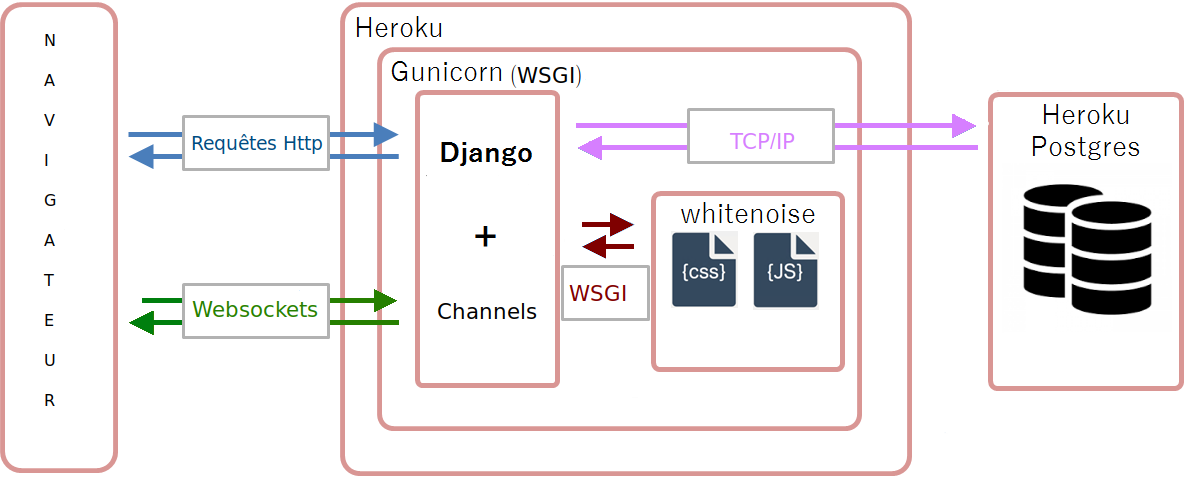 N
A
V
I
G
A
T
E
U
R
Heroku
Gunicorn (WSGI)
Requêtes Http
Django
+
Channels
Websockets
TCP/IP
whitenoise
{css}
{JS}
WSGI
Heroku
Postgres